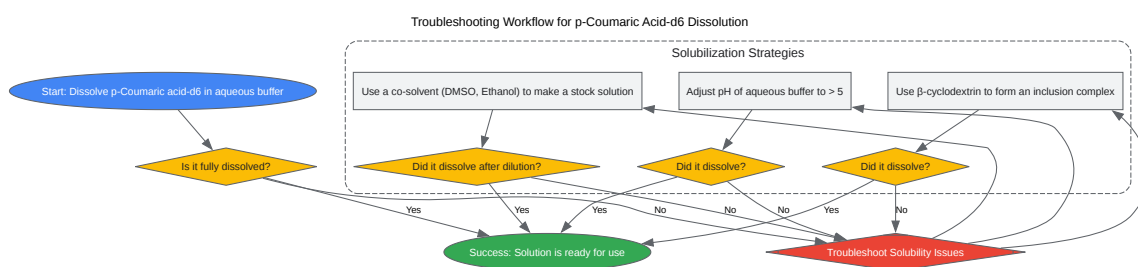 Troubleshooting Workflow for p-Coumaric Acid-d6 Dissolution
Solubilization Strategies
Start: Dissolve p-Coumaric acid-d6 in aqueous buffer
Use a co-solvent (DMSO, Ethanol) to make a stock solution
Adjust pH of aqueous buffer to > 5
Use β-cyclodextrin to form an inclusion complex
Is it fully dissolved?
Did it dissolve after dilution?
Did it dissolve?
Did it dissolve?
Yes
Yes
Yes
No
No
No
Yes
No
Success: Solution is ready for use
Troubleshoot Solubility Issues